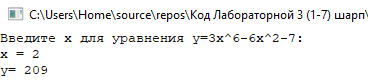 C:\Users\Home\source\repos\Код Лабораторной 3 (1-7) шарп\
Введите x для уравнения y=3x^6-6x^2-7:
x = 2
y= 209